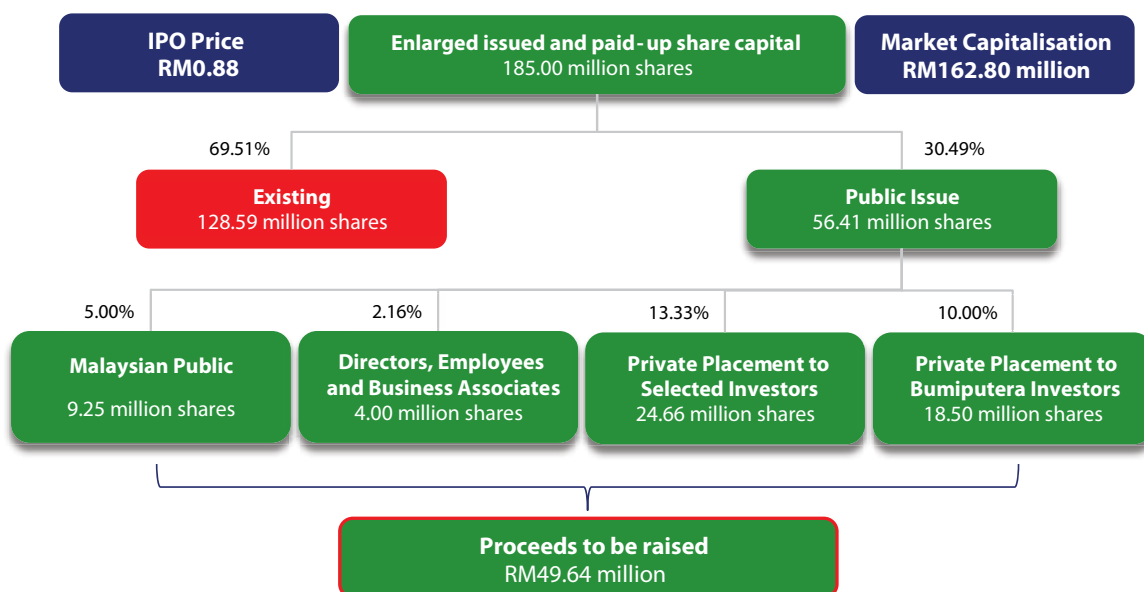 IPO Price
RM0.88
Enlarged issued and paid-up share capital
185.00 million shares
Market Capitalisation
RM162.80 million
69.51%
30.49%
Existing
128.59 million shares
Public Issue
56.41 million shares
5.00%
2.16%
13.33%
10.00%
Malaysian Public
9.25 million shares
Directors, Employees
and Business Associates
4.00 million shares
Private Placement to
Selected Investors
24.66 million shares
Private Placement to
Bumiputera Investors
18.50 million shares
Proceeds to be raised
RM49.64 million